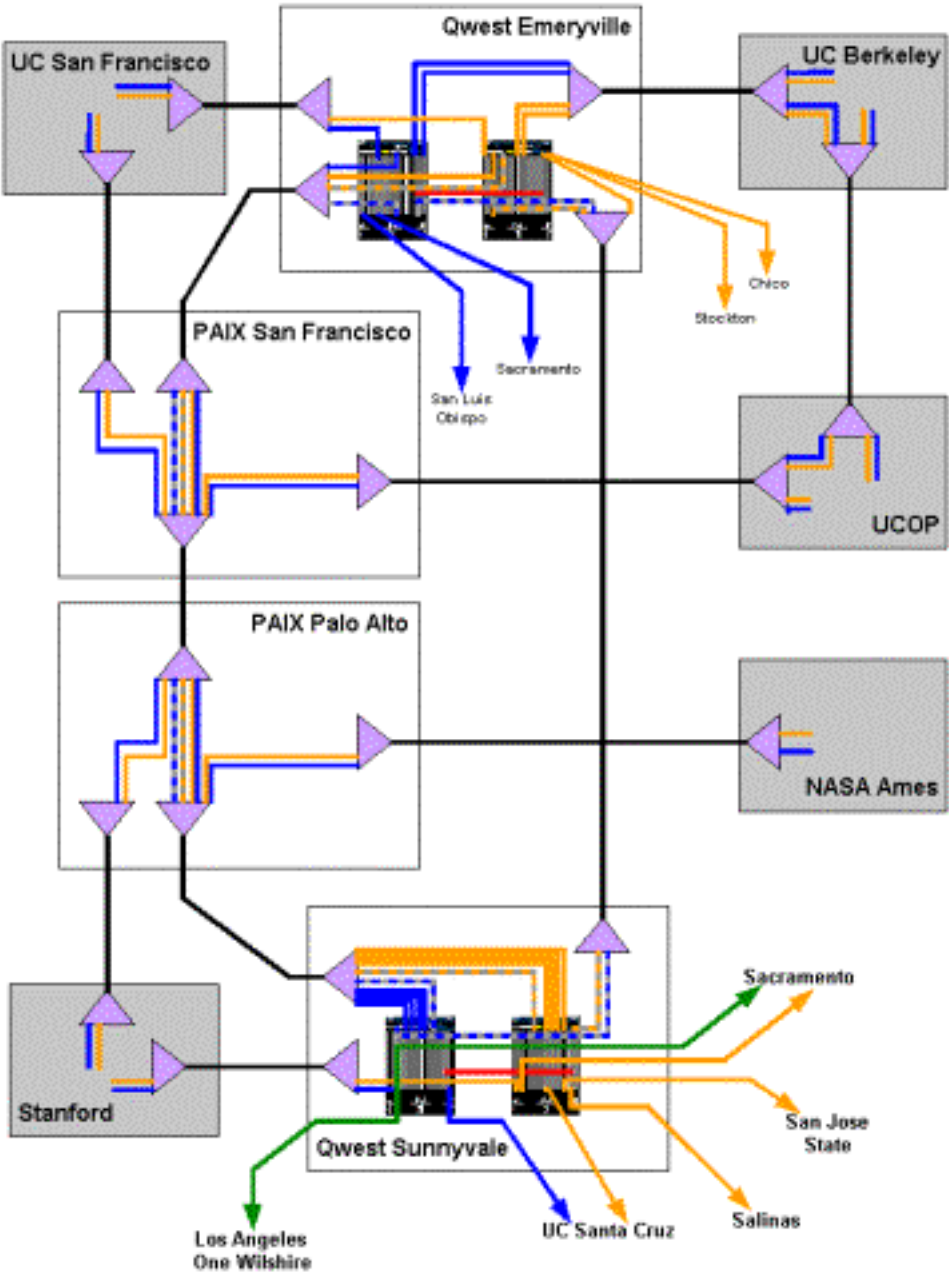 Qwest Emeryville
UC San Francisco
UC Berkeley
Chico
Stockton
PAIX San Francisco
Sacramento
San Luis
Obispo
UCOP
PAIX Palo Alto
NASA Ames
Sacramento
Stanford
San Jose
State
Qwest Sunnyvale
Salinas
UC Santa Cruz
Los Angeles
One Wilshire